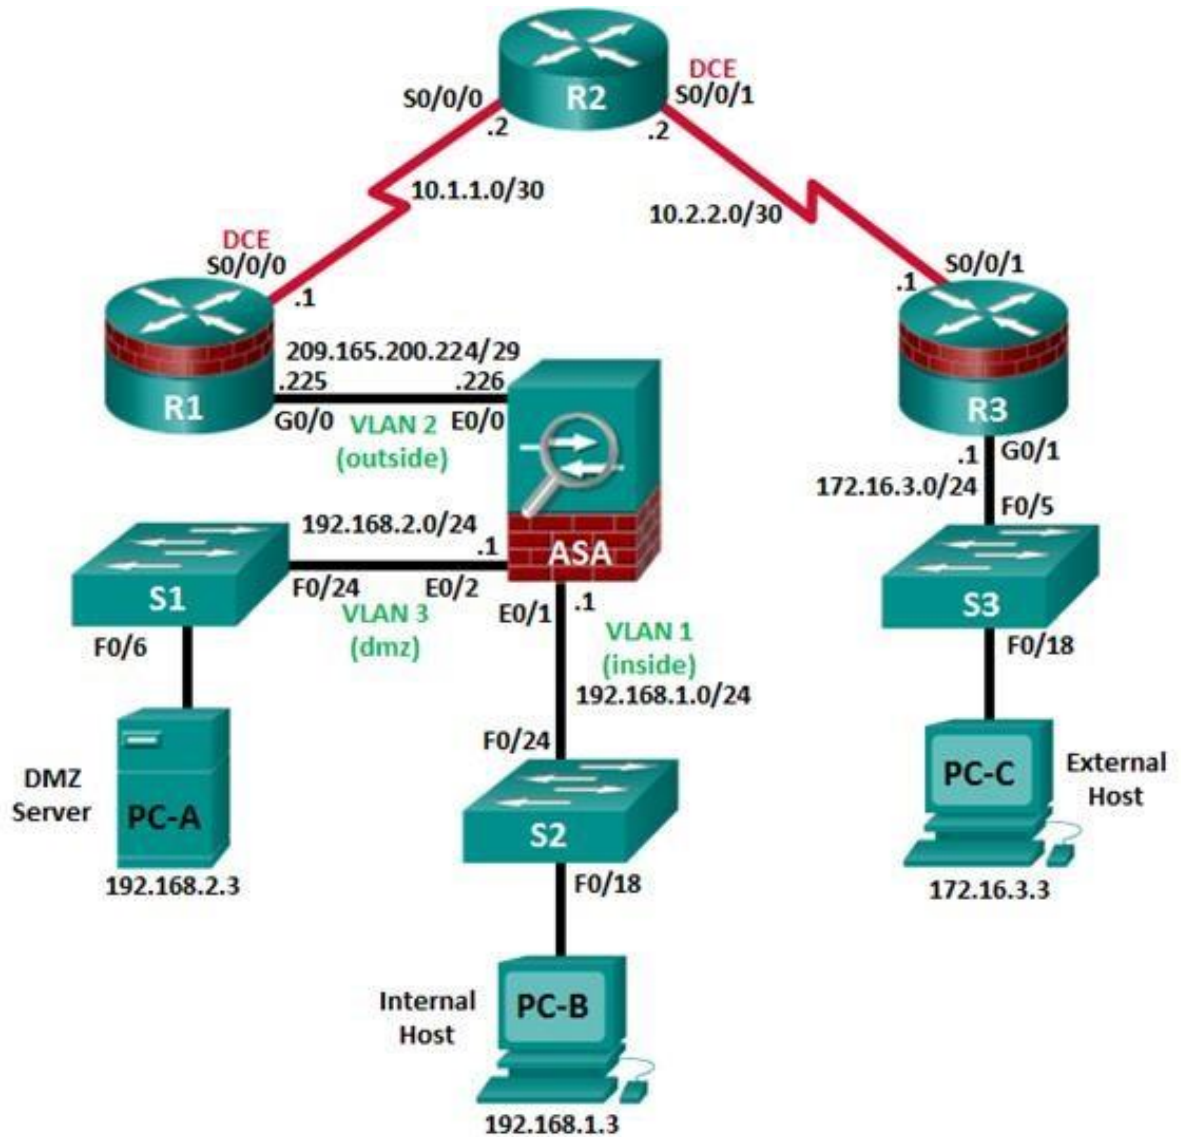 R2
DCE
S0/0/0
S0/0/1
.2
.2
10.1.1.0/30
10.2.2.0/30
DCE
S0/0/0
.1
S0/0/1
.1
209.165.200.224/29
.225
.226
R1
G0/0
VLAN 2
(outside)
E0/0
R3
.1
G0/1
172.16.3.0/24
F0/5
192.168.2.0/24
.1
ASA
S1
F0/24
E0/2
VLAN 3
(dmz)
E0/1
.1
VLAN 1
(inside)
192.168.1.0/24
S3
F0/18
F0/6
F0/24
DMZ
Server
PC-A
192.168.2.3
S2
F0/18
PC-C
External
Host
172.16.3.3
Internal
Host
PC-B
192.168.1.3